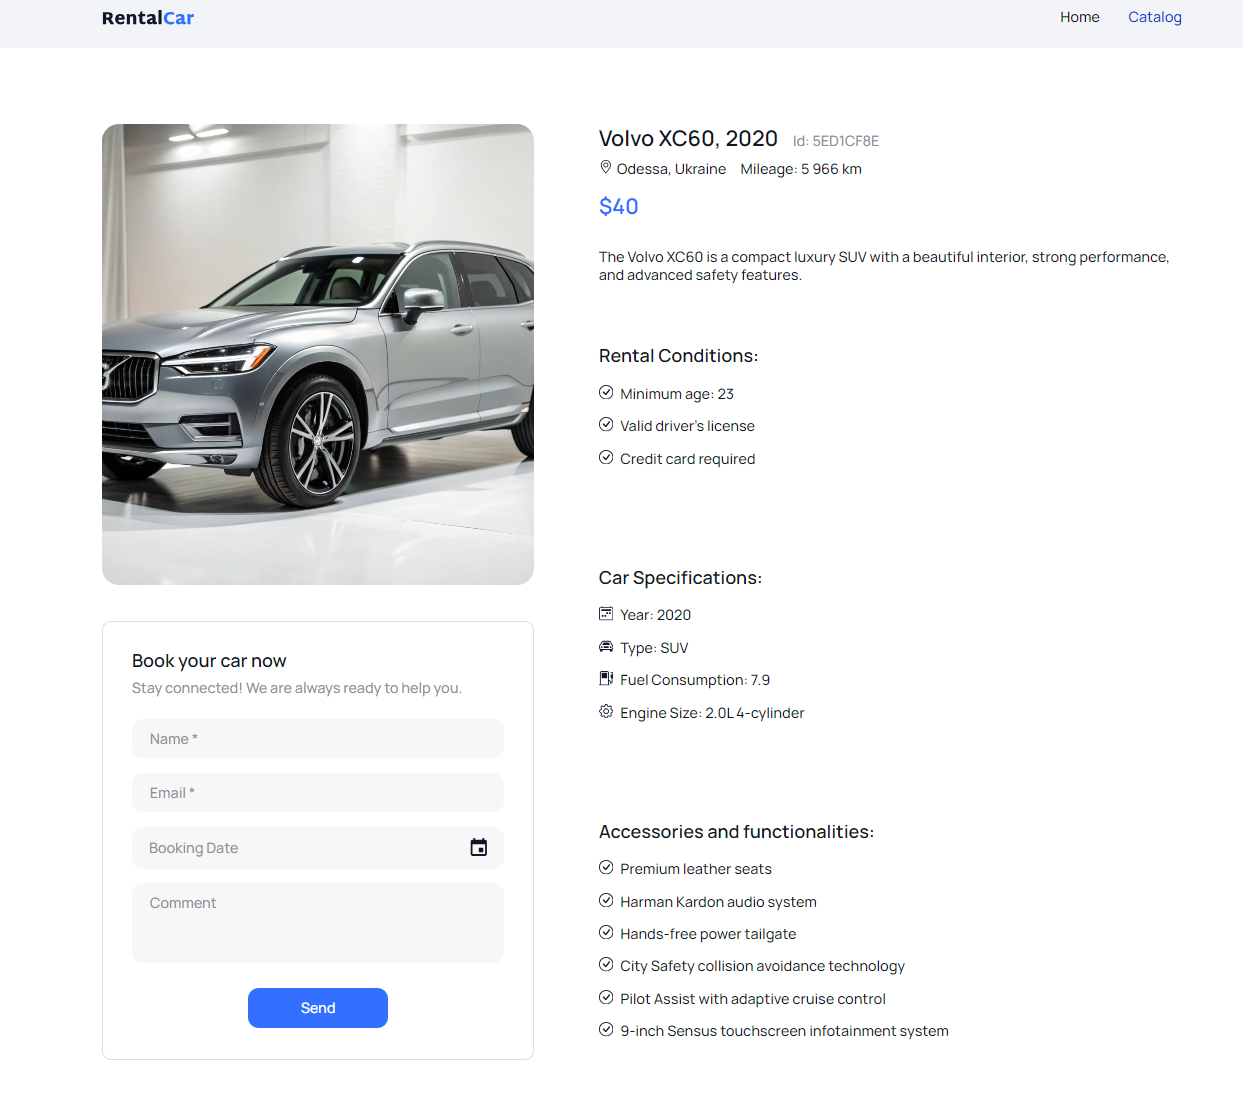 RentalCar
Home
Catalog
Volvo XC60, 2020
Id: 5ED1CF8E
Odessa, Ukraine
Mileage: 5 966 km
$40
The Volvo XC60 is a compact luxury SUV with a beautiful interior, strong performance,
and advanced safety features.
Rental Conditions:
Minimum age: 23
Valid driver's license
Credit card required
Car Specifications:
Year: 2020
Type: SUV
Fuel Consumption: 7.9
Engine Size: 2.0L 4-cylinder
Accessories and functionalities:
Premium leather seats
Harman Kardon audio system
Hands-free power tailgate
City Safety collision avoidance technology
Pilot Assist with adaptive cruise control
9-inch Sensus touchscreen infotainment system
Book your car now
Stay connected! We are always ready to help you.
Name *
Email *
Booking Date
Comment
Send